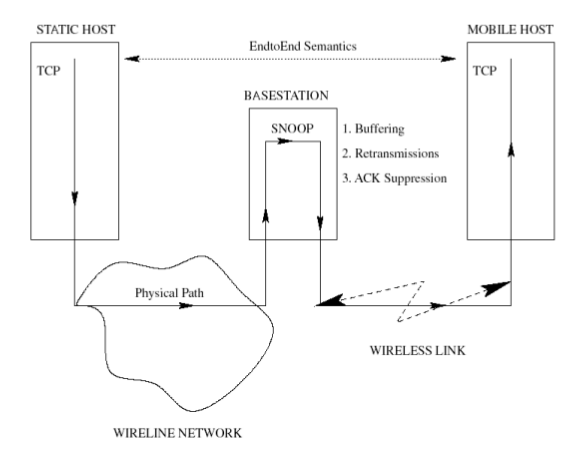 STATIC HOST
MOBILE HOST
EndtoEnd Semantics
TCP
TCP
BASESTATION
SNOOP
1. Buffering
2. Retransmissions
3. ACK Suppression
Physical Path
WIRELESS LINK
WIRELINE NETWORK